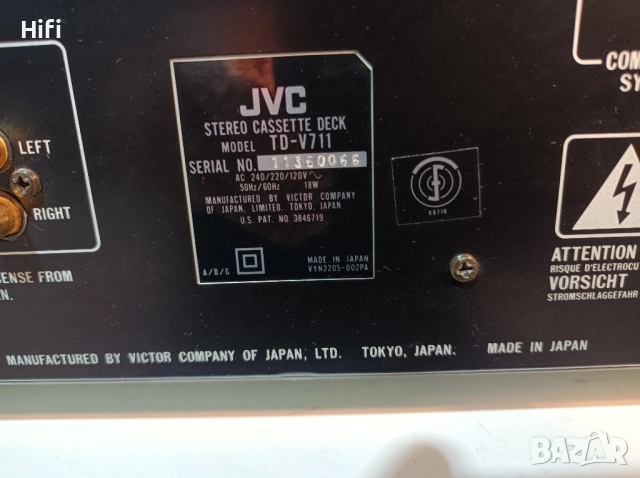 Hifi
COM
SY
LEFT
RIGHT
SENSE FROM
N.
JVC
STEREO CASSETTE DECK
MODEL TD-V711
SERIAL NO. 11360066
AC 240/220/120V~
50Hz/60Hz 18W
MANUFACTURED BY VICTOR COMPANY
OF JAPAN, LIMITED. TOKYO, JAPAN.
U.S. PAT. NO. 3846719
A/B/G
MADE IN JAPAN
VYN2205-002PA
ATTENTION
RISQUE D'ELECTROCU
VORSICHT
STROMSCHLAGGEFAHR
MANUFACTURED BY VICTOR COMPANY OF JAPAN, LTD. TOKYO, JAPAN. MADE IN JAPAN
BAZAR